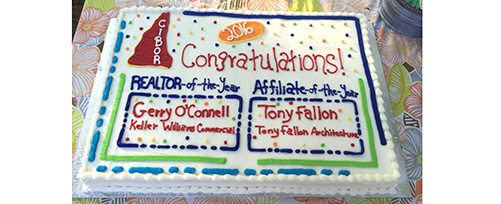 CIBOR
2016
Congratulations!
REALTOR-of-the-Year
Gerry O'Connell
Keller Williams Commercial
Affiliate-of-the-Year
Tony Fallon
Tony Fallon Architecture